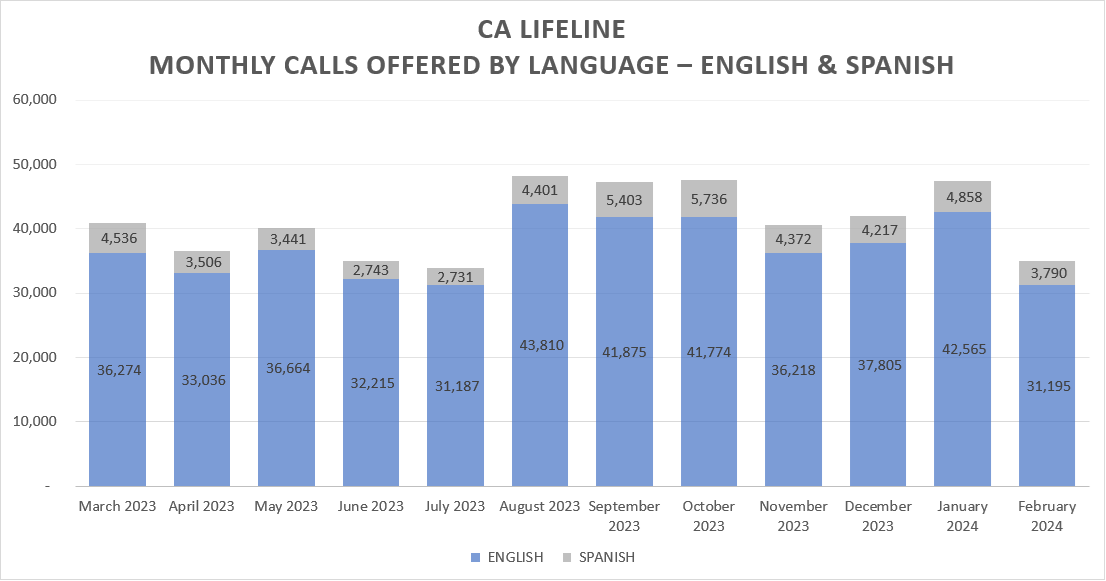 CA LIFELINE
MONTHLY CALLS OFFERED BY LANGUAGE – ENGLISH & SPANISH
60,000
50,000
40,000
30,000
20,000
10,000
-
4,536
3,506
3,441
2,743
2,731
4,401
5,403
5,736
4,372
4,217
4,858
3,790
36,274
33,036
36,664
32,215
31,187
43,810
41,875
41,774
36,218
37,805
42,565
31,195
March 2023
April 2023
May 2023
June 2023
July 2023
August 2023
September
2023
October
2023
November
2023
December
2023
January
2024
February
2024
ENGLISH
SPANISH